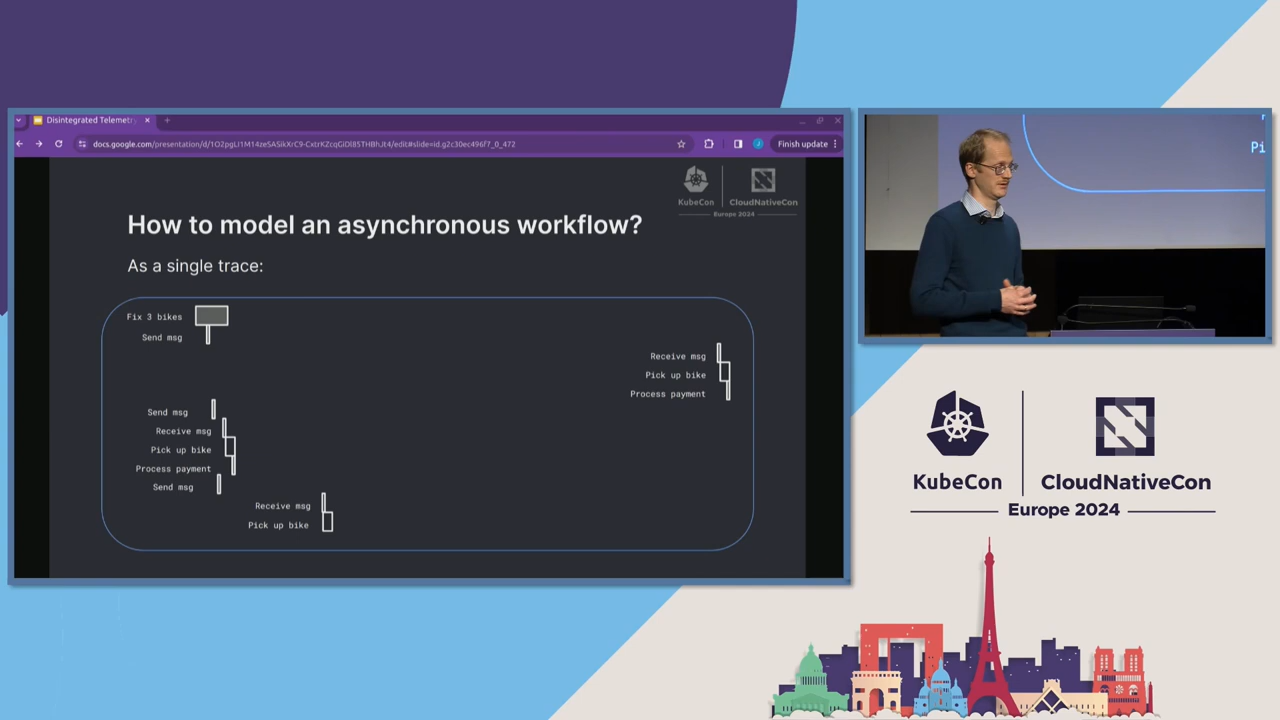 Disintegrated Telemetr
docs.google.com/presentation/d/1O2pgLI1M14zeSASikXrC9-CxtrKZcqGiDl85THBhJt4/edit#slide=id.g2c30ec496f7_0_472
Finish update
KubeCon
CloudNativeCon
Europe 2024
How to model an asynchronous workflow?
As a single trace:
Fix 3 bikes
Send msg
Receive msg
Pick up bike
Process payment
Send msg
Receive msg
Pick up bike
Process payment
Send msg
Receive msg
Pick up bike
Pi
KubeCon
CloudNativeCon
Europe 2024